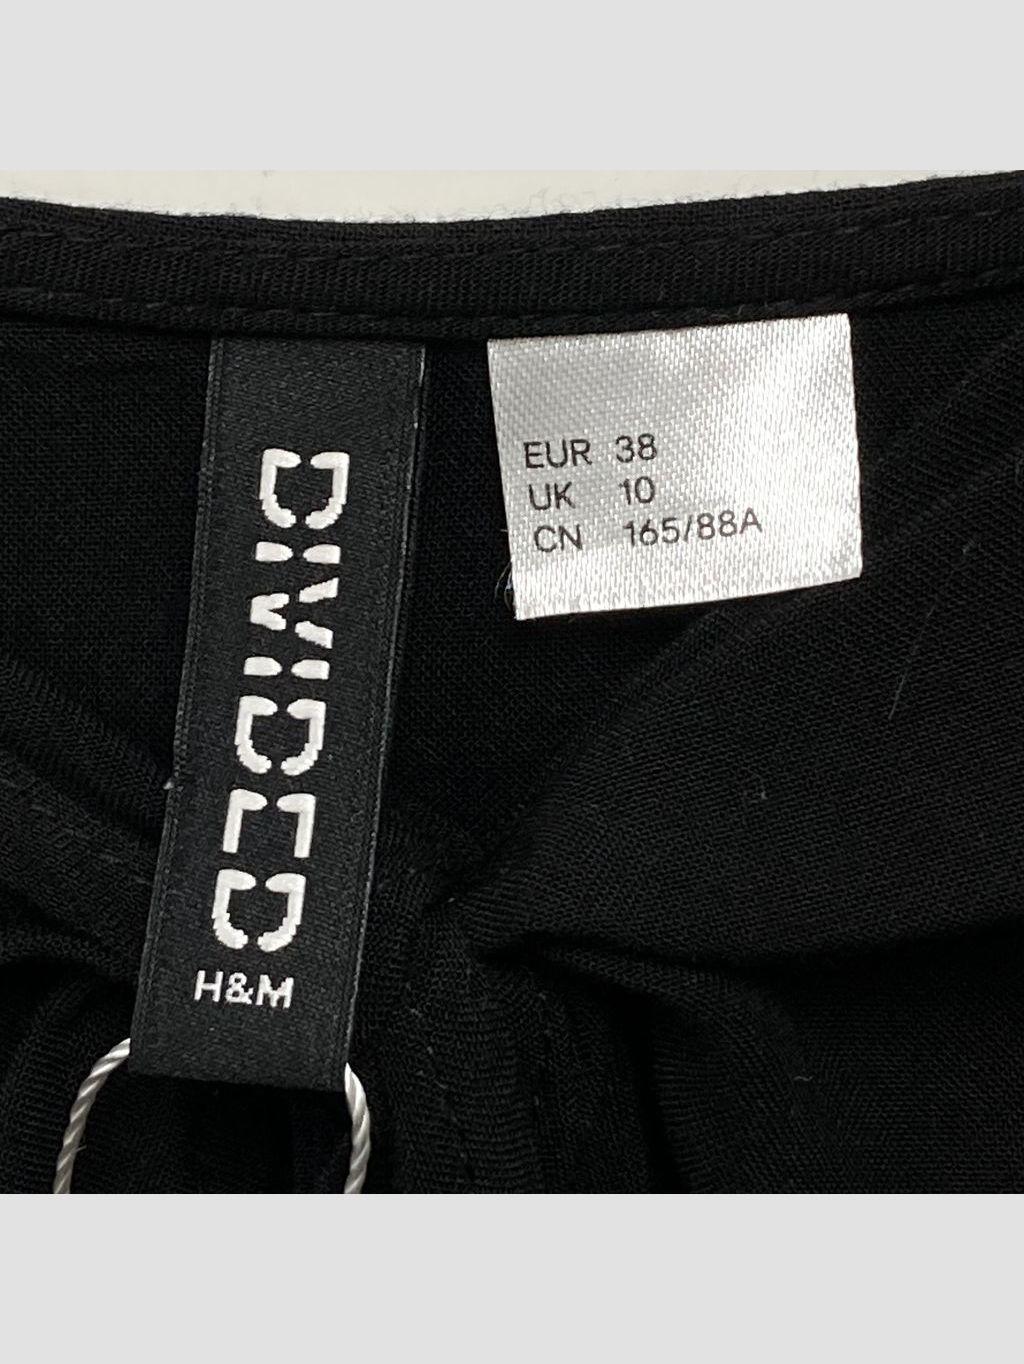 DIVIDED
H&M
EUR 38
UK 10
CN 165/88A